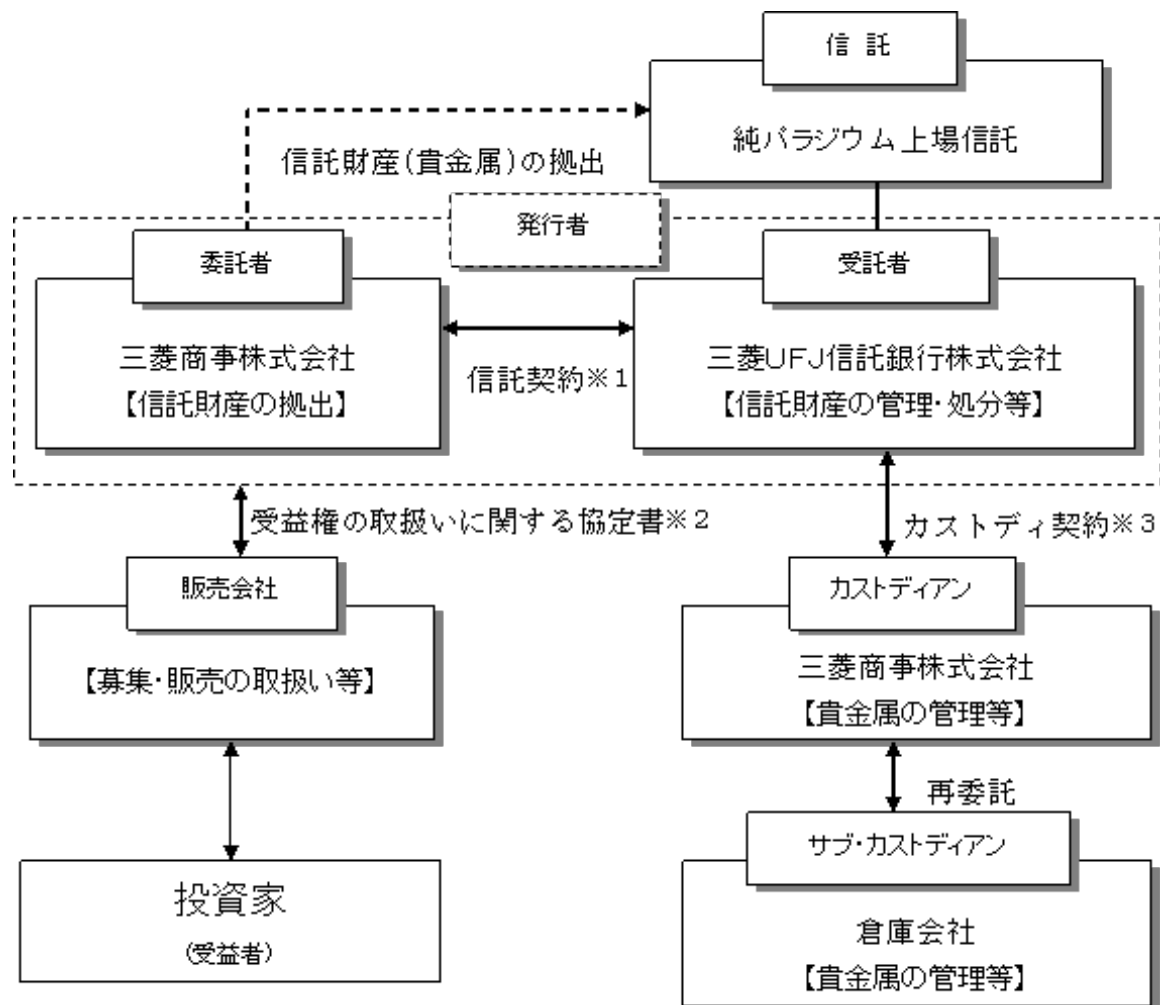 信 託
純パラジウム上場信託
信託財産(貴金属)の拠出
発行者
委託者
三菱商事株式会社
【信託財産の拠出】
信託契約※1
受託者
三菱UFJ信託銀行株式会社
【信託財産の管理・処分等】
受益権の取扱いに関する協定書※2
カストディ契約※3
販売会社
【募集・販売の取扱い等】
カストディアン
三菱商事株式会社
【貴金属の管理等】
再委託
投資家
(受益者)
サブ・カストディアン
倉庫会社
【貴金属の管理等】